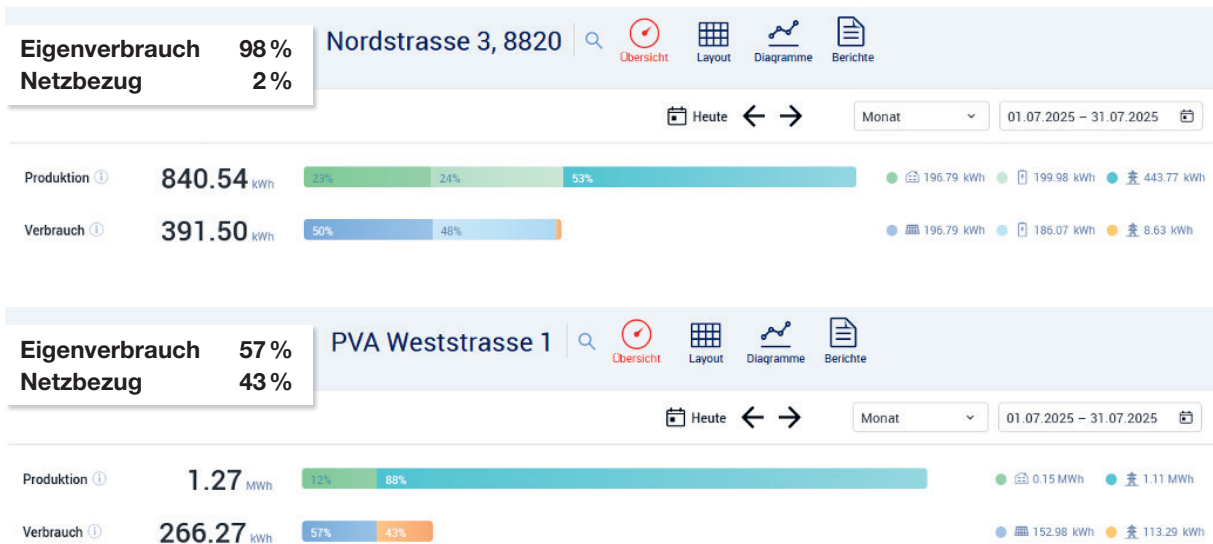 Eigenverbrauch 98 %
Netzbezug 2 %
Nordstrasse 3, 8820
Übersicht Layout Diagramme Berichte
Heute Monat 01.07.2025 – 31.07.2025
Produktion 840.54 kWh 23% 24% 53% 196.79 kWh 199.98 kWh 443.77 kWh
Verbrauch 391.50 kWh 50% 48% 196.79 kWh 186.07 kWh 8.63 kWh
Eigenverbrauch 57 %
Netzbezug 43 %
PVA Weststrasse 1
Übersicht Layout Diagramme Berichte
Heute Monat 01.07.2025 – 31.07.2025
Produktion 1.27 MWh 12% 88% 0.15 MWh 1.11 MWh
Verbrauch 266.27 kWh 57% 43% 152.98 kWh 113.29 kWh